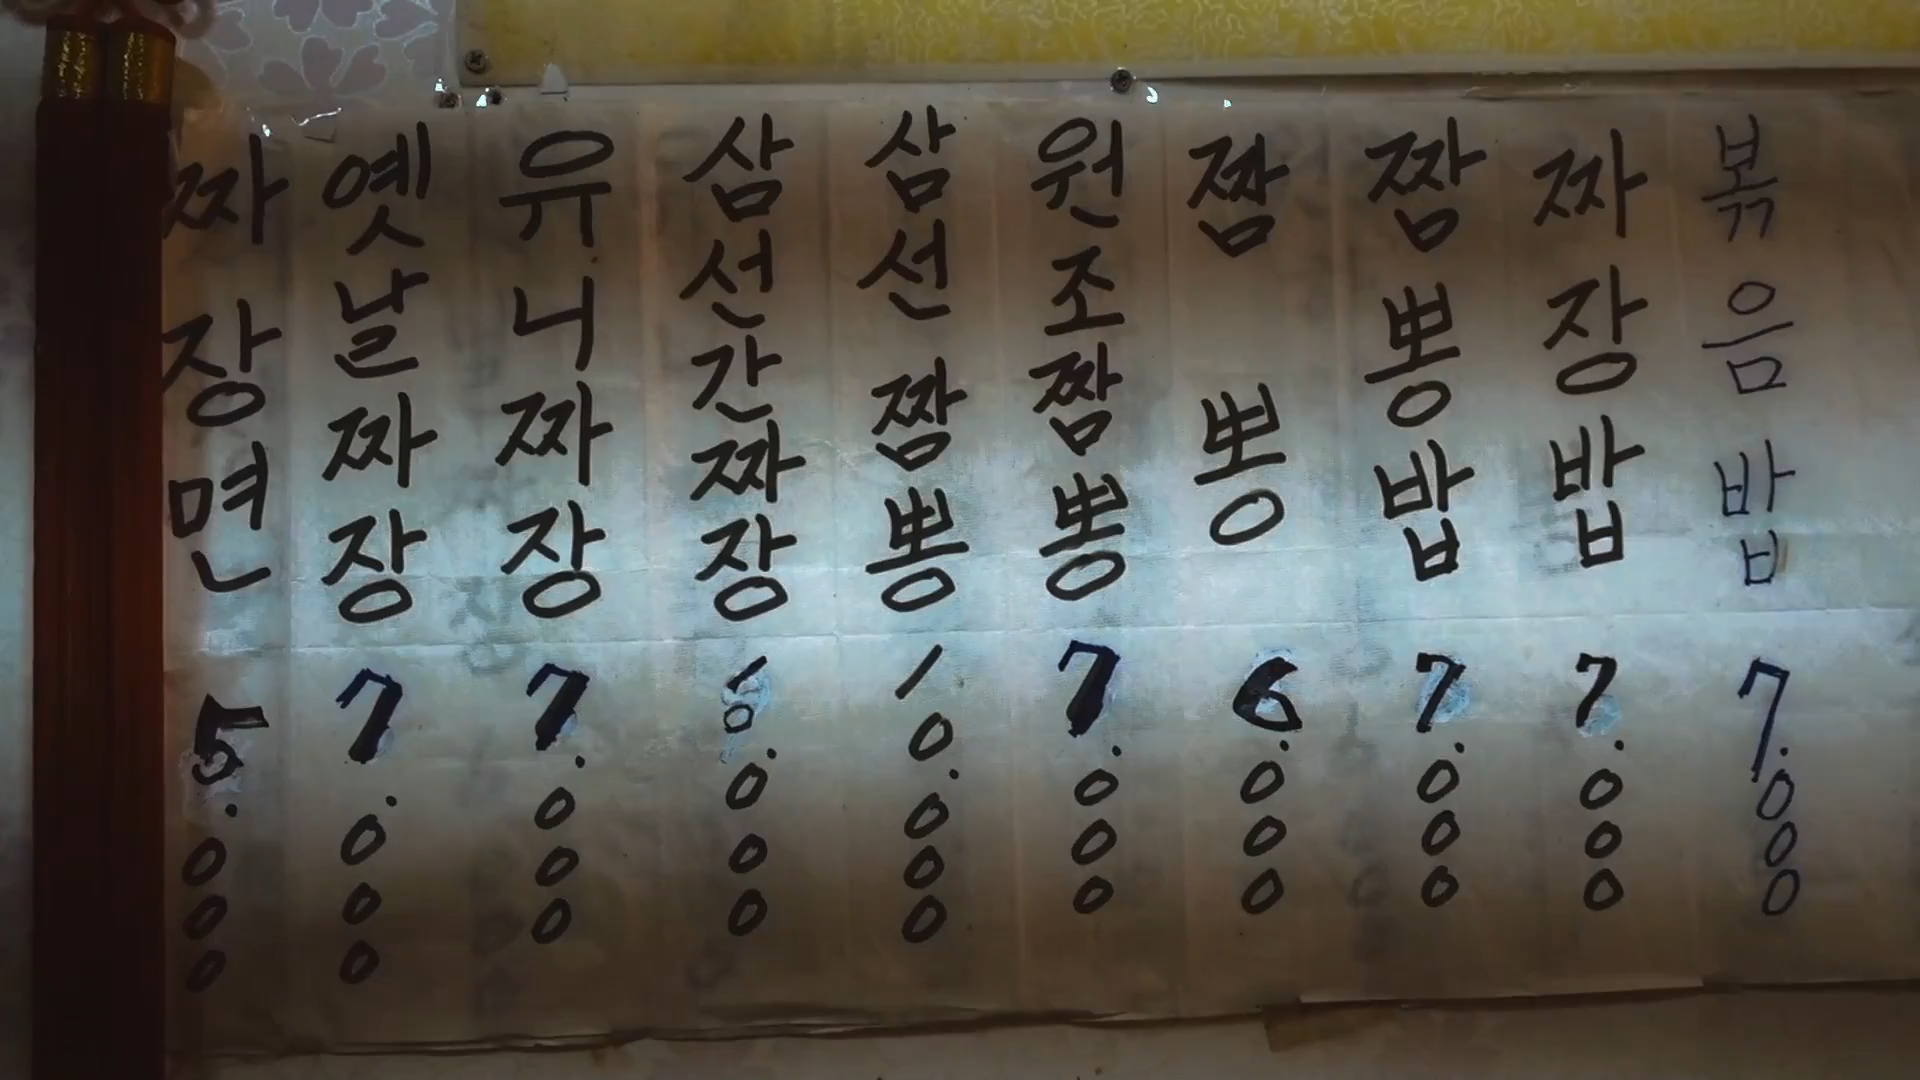 짜장면 5.000
옛날짜장 7.000
유니짜장 7.000
삼선간짜장 10.000
삼선짬뽕 10.000
원조짬뽕 7.000
짬뽕 6.000
짬뽕밥 7.000
짜장밥 7.000
볶음밥 7.000